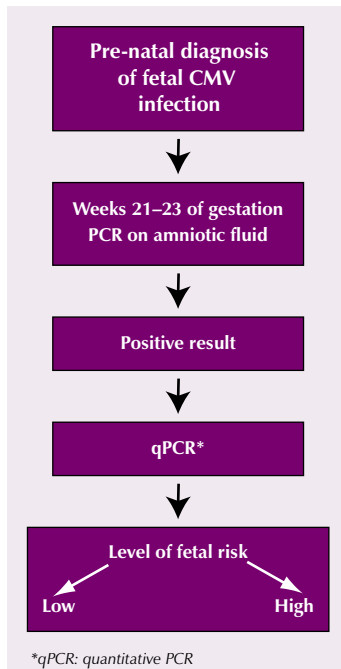 Pre-natal diagnosis
of fetal CMV
infection
Weeks 21–23 of gestation
PCR on amniotic fluid
Positive result
qPCR*
Level of fetal risk
Low
High
*qPCR: quantitative PCR